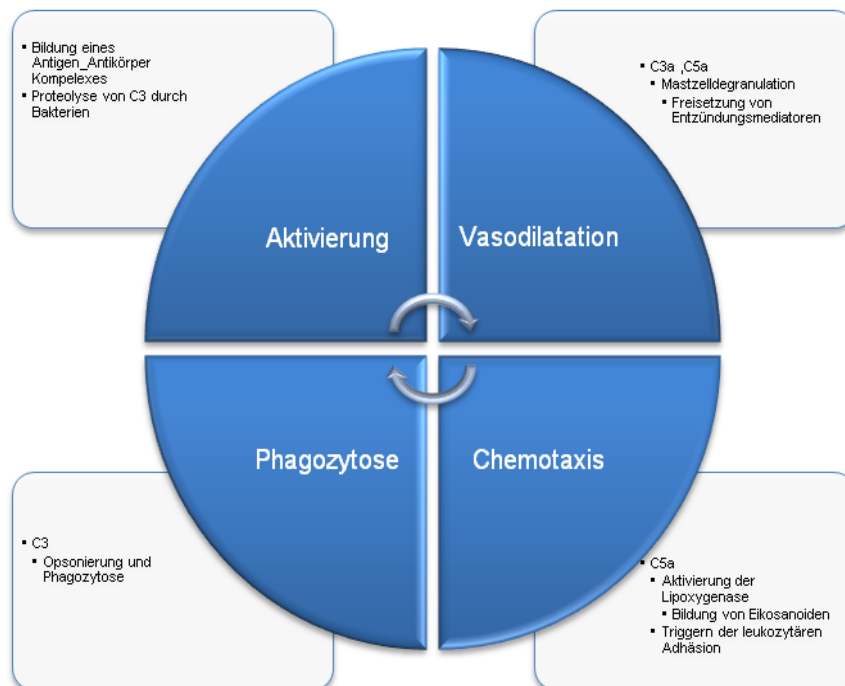 ▪ Bildung eines
Antigen_Antikörper
Kompelexes
▪ Proteolyse von C3 durch
Bakterien
▪ C3a ,C5a
▪ Mastzelldegranulation
▪ Freisetzung von
Entzündungsmediatoren
Aktivierung
Vasodilatation
Phagozytose
Chemotaxis
▪ C3
▪ Opsonierung und
Phagozytose
▪ C5a
▪ Aktivierung der
Lipoxygenase
▪ Bildung von Eikosanoiden
▪ Triggern der leukozytären
Adhäsion